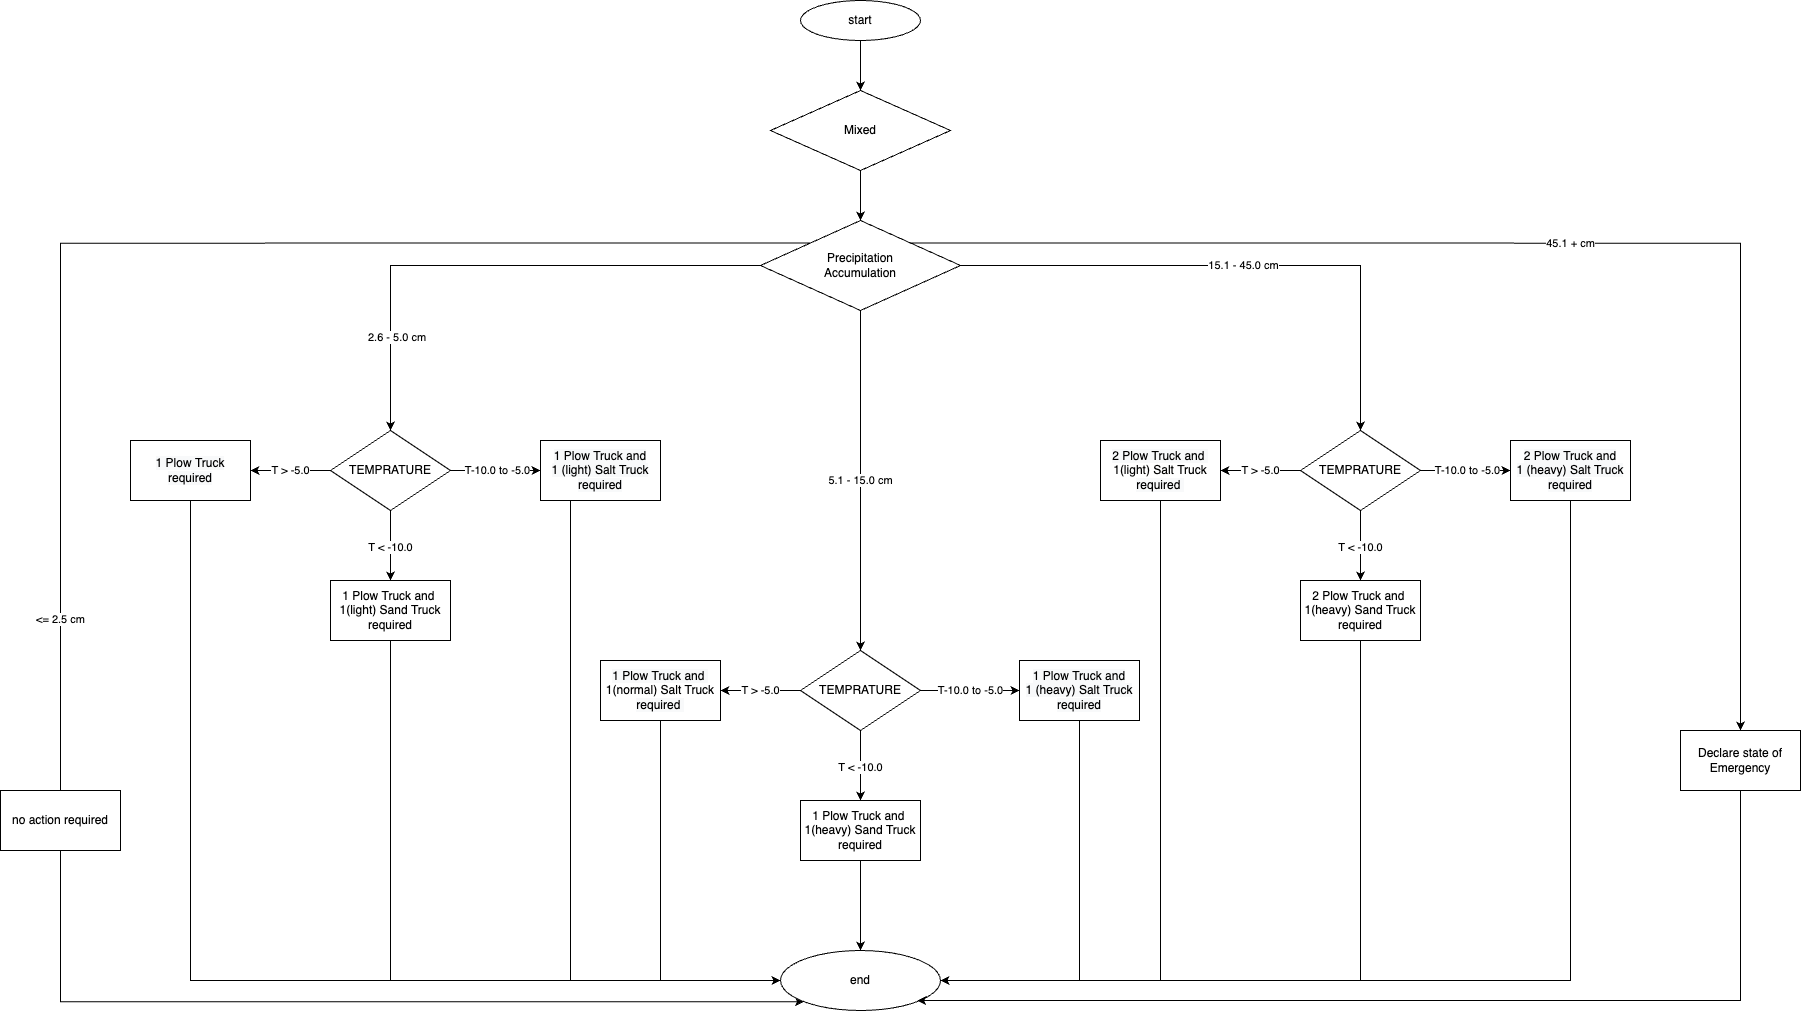 start
Mixed
Precipitation
Accumulation
45.1 + cm
15.1 - 45.0 cm
2.6 - 5.0 cm
1 Plow Truck
required
T > -5.0
TEMPRATURE
T-10.0 to -5.0
1 Plow Truck and
1 (light) Salt Truck
required
T < -10.0
1 Plow Truck and
1(light) Sand Truck
required
5.1 - 15.0 cm
2 Plow Truck and
1(light) Salt Truck
required
T > -5.0
TEMPRATURE
T-10.0 to -5.0
2 Plow Truck and
1 (heavy) Salt Truck
required
T < -10.0
2 Plow Truck and
1(heavy) Sand Truck
required
<= 2.5 cm
1 Plow Truck and
1(normal) Salt Truck
required
T > -5.0
TEMPRATURE
T-10.0 to -5.0
1 Plow Truck and
1 (heavy) Salt Truck
required
T < -10.0
1 Plow Truck and
1(heavy) Sand Truck
required
Declare state of
Emergency
no action required
end